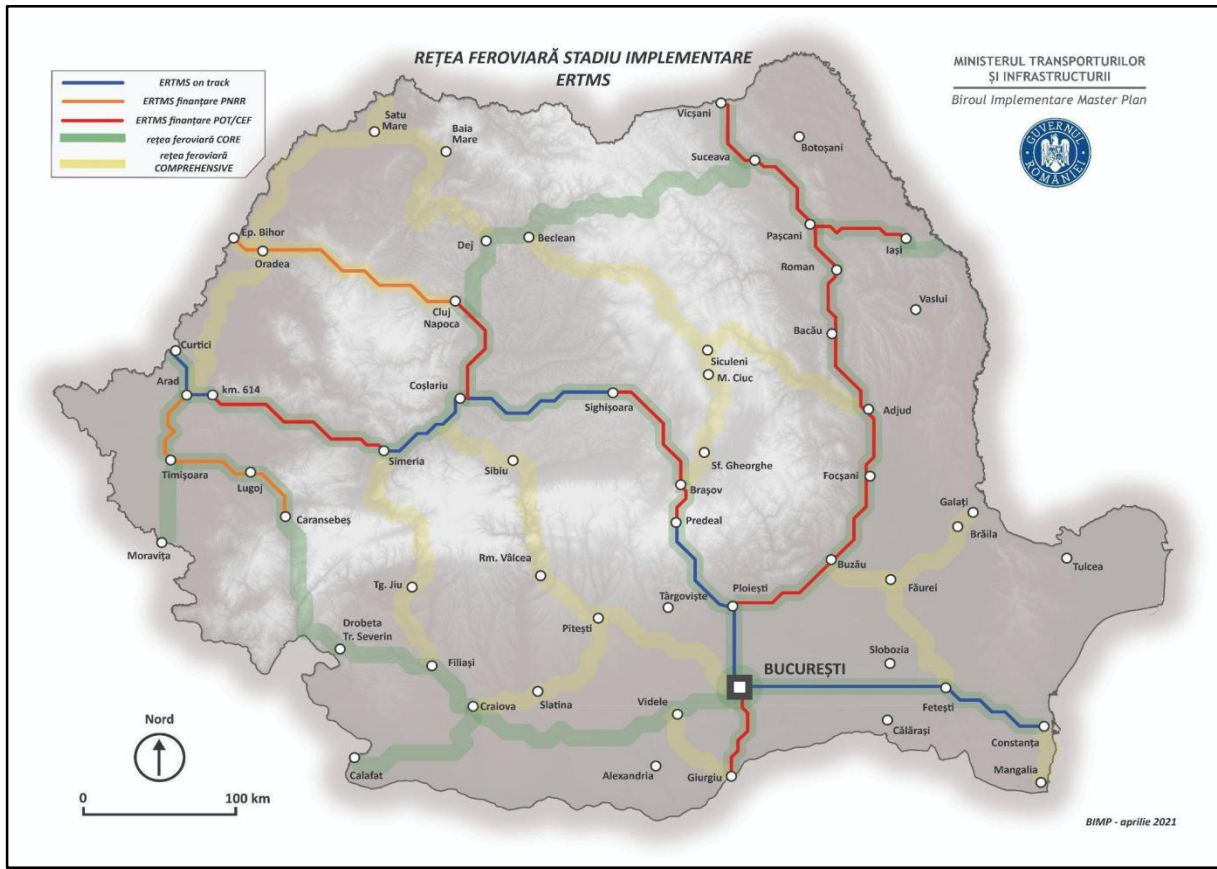 REȚEA FEROVIARĂ STADIU IMPLEMENTARE
ERTMS
MINISTERUL TRANSPORTURILOR
ȘI INFRASTRUCTURII
Biroul Implementare Master Plan
GUVERNUL ROMÂNIEI
ERTMS on track
ERTMS finanțare PNRR
ERTMS finanțare POT/CEF
rețea feroviară CORE
rețea feroviară
COMPREHENSIVE
Satu
Mare
Baia
Mare
Vicșani
Botoșani
Suceava
Ep. Bihor
Oradea
Dej
Beclean
Pașcani
Iași
Roman
Cluj
Napoca
Vaslui
Bacău
Curtici
Siculeni
M. Ciuc
Arad
km. 614
Coșlariu
Sighișoara
Adjud
Simeria
Sibiu
Sf. Gheorghe
Timișoara
Lugoj
Brașov
Focșani
Caransebeș
Predeal
Galați
Brăila
Moravița
Rm. Vâlcea
Buzău
Tulcea
Tg. Jiu
Târgoviște
Ploiești
Făurei
Pitești
Drobeta
Tr. Severin
Filiași
Slobozia
BUCUREȘTI
Craiova
Slatina
Videle
Fetești
Călărași
Constanța
Calafat
Alexandria
Giurgiu
Mangalia
Nord
0 100 km
BIMP - aprilie 2021